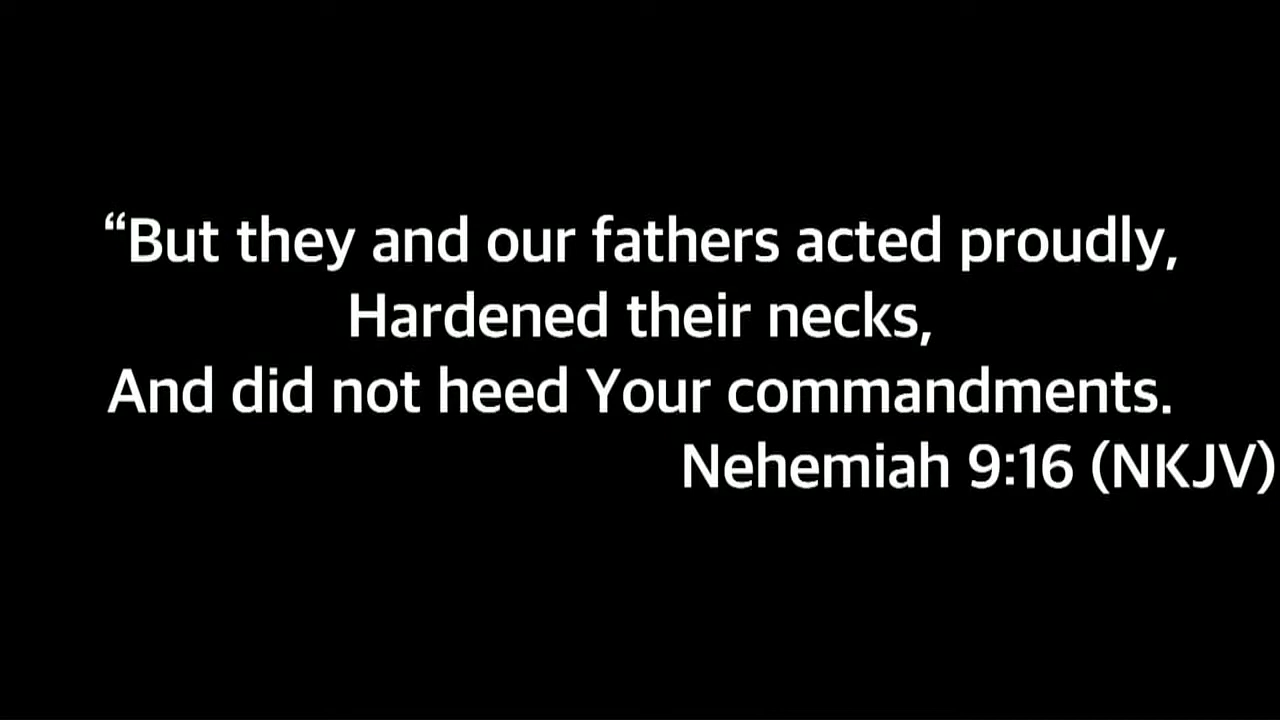 “But they and our fathers acted proudly,
Hardened their necks,
And did not heed Your commandments.
Nehemiah 9:16 (NKJV)